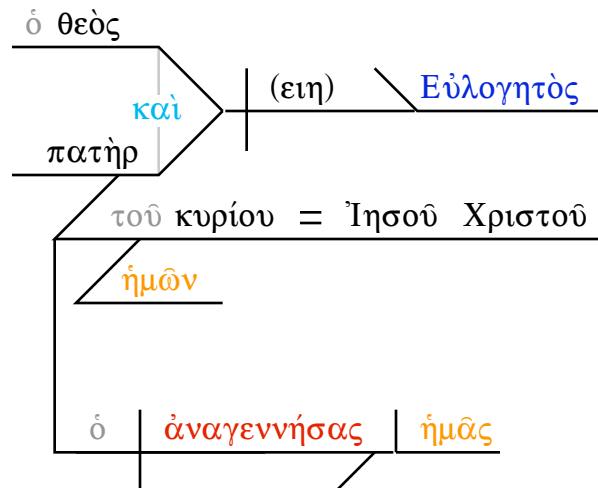 ὁ θεὸς
(ειη) Εὐλογητὸς
καὶ
πατὴρ
τοῦ κυρίου = Ἰησοῦ Χριστοῦ
ἡμῶν
ὁ ἀναγεννήσας ἡμᾶς